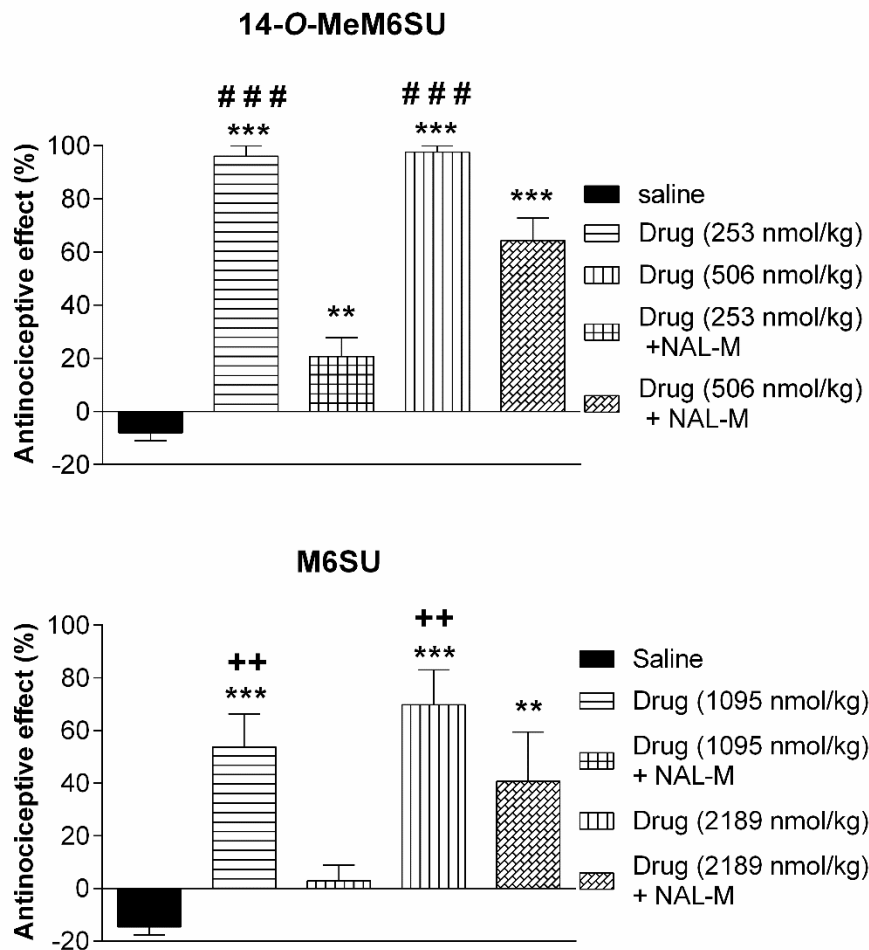 14-O-MeM6SU
###
***
###
***
***
**
Antinociceptive effect (%)
100
80
60
40
20
0
-20
saline
Drug (253 nmol/kg)
Drug (506 nmol/kg)
Drug (253 nmol/kg)
+NAL-M
Drug (506 nmol/kg)
+ NAL-M
M6SU
++
***
++
***
**
Antinociceptive effect (%)
100
80
60
40
20
0
-20
Saline
Drug (1095 nmol/kg)
Drug (1095 nmol/kg)
+ NAL-M
Drug (2189 nmol/kg)
Drug (2189 nmol/kg)
+ NAL-M